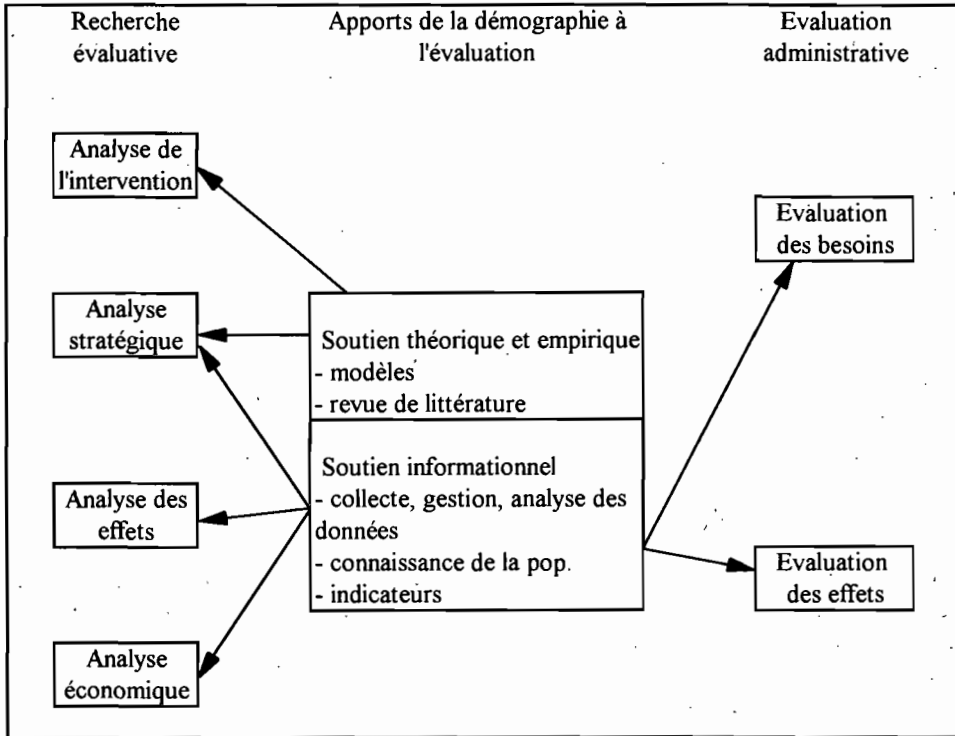 Recherche
évaluative
Apports de la démographie à
l'évaluation
Evaluation
administrative
Analyse de
l'intervention
Analyse
stratégique
Analyse des
effets
Analyse
économique
Soutien théorique et empirique
- modèles
- revue de littérature
Soutien informationnel
- collecte, gestion, analyse des
données
- connaissance de la pop.
- indicateurs
Evaluation
des besoins
Evaluation
des effets